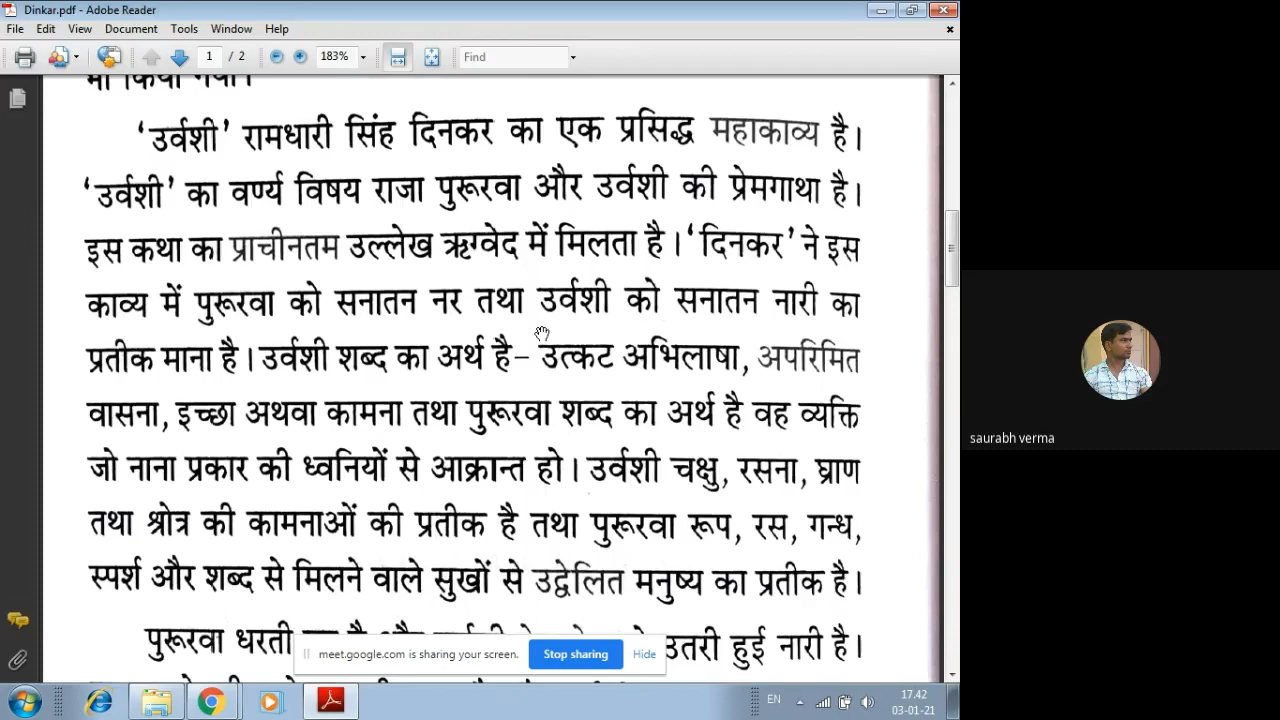 Dinkar.pdf - Adobe Reader
File Edit View Document Tools Window Help
1 / 2 183% Find
‘उर्वशी’ रामधारी सिंह दिनकर का एक प्रसिद्ध महाकाव्य है।
‘उर्वशी’ का वर्ण्य विषय राजा पुरूरवा और उर्वशी की प्रेमगाथा है।
इस कथा का प्राचीनतम उल्लेख ऋग्वेद में मिलता है। ‘दिनकर’ ने इस
काव्य में पुरूरवा को सनातन नर तथा उर्वशी को सनातन नारी का
प्रतीक माना है। उर्वशी शब्द का अर्थ है– उत्कट अभिलाषा, अपरिमित
वासना, इच्छा अथवा कामना तथा पुरूरवा शब्द का अर्थ है वह व्यक्ति
जो नाना प्रकार की ध्वनियों से आक्रान्त हो। उर्वशी चक्षु, रसना, घ्राण
तथा श्रोत्र की कामनाओं की प्रतीक है तथा पुरूरवा रूप, रस, गन्ध,
स्पर्श और शब्द से मिलने वाले सुखों से उद्वेलित मनुष्य का प्रतीक है।
पुरूरवा धरती उतरी हुई नारी है।
meet.google.com is sharing your screen. Stop sharing Hide
saurabh verma
EN 17.42
03-01-21